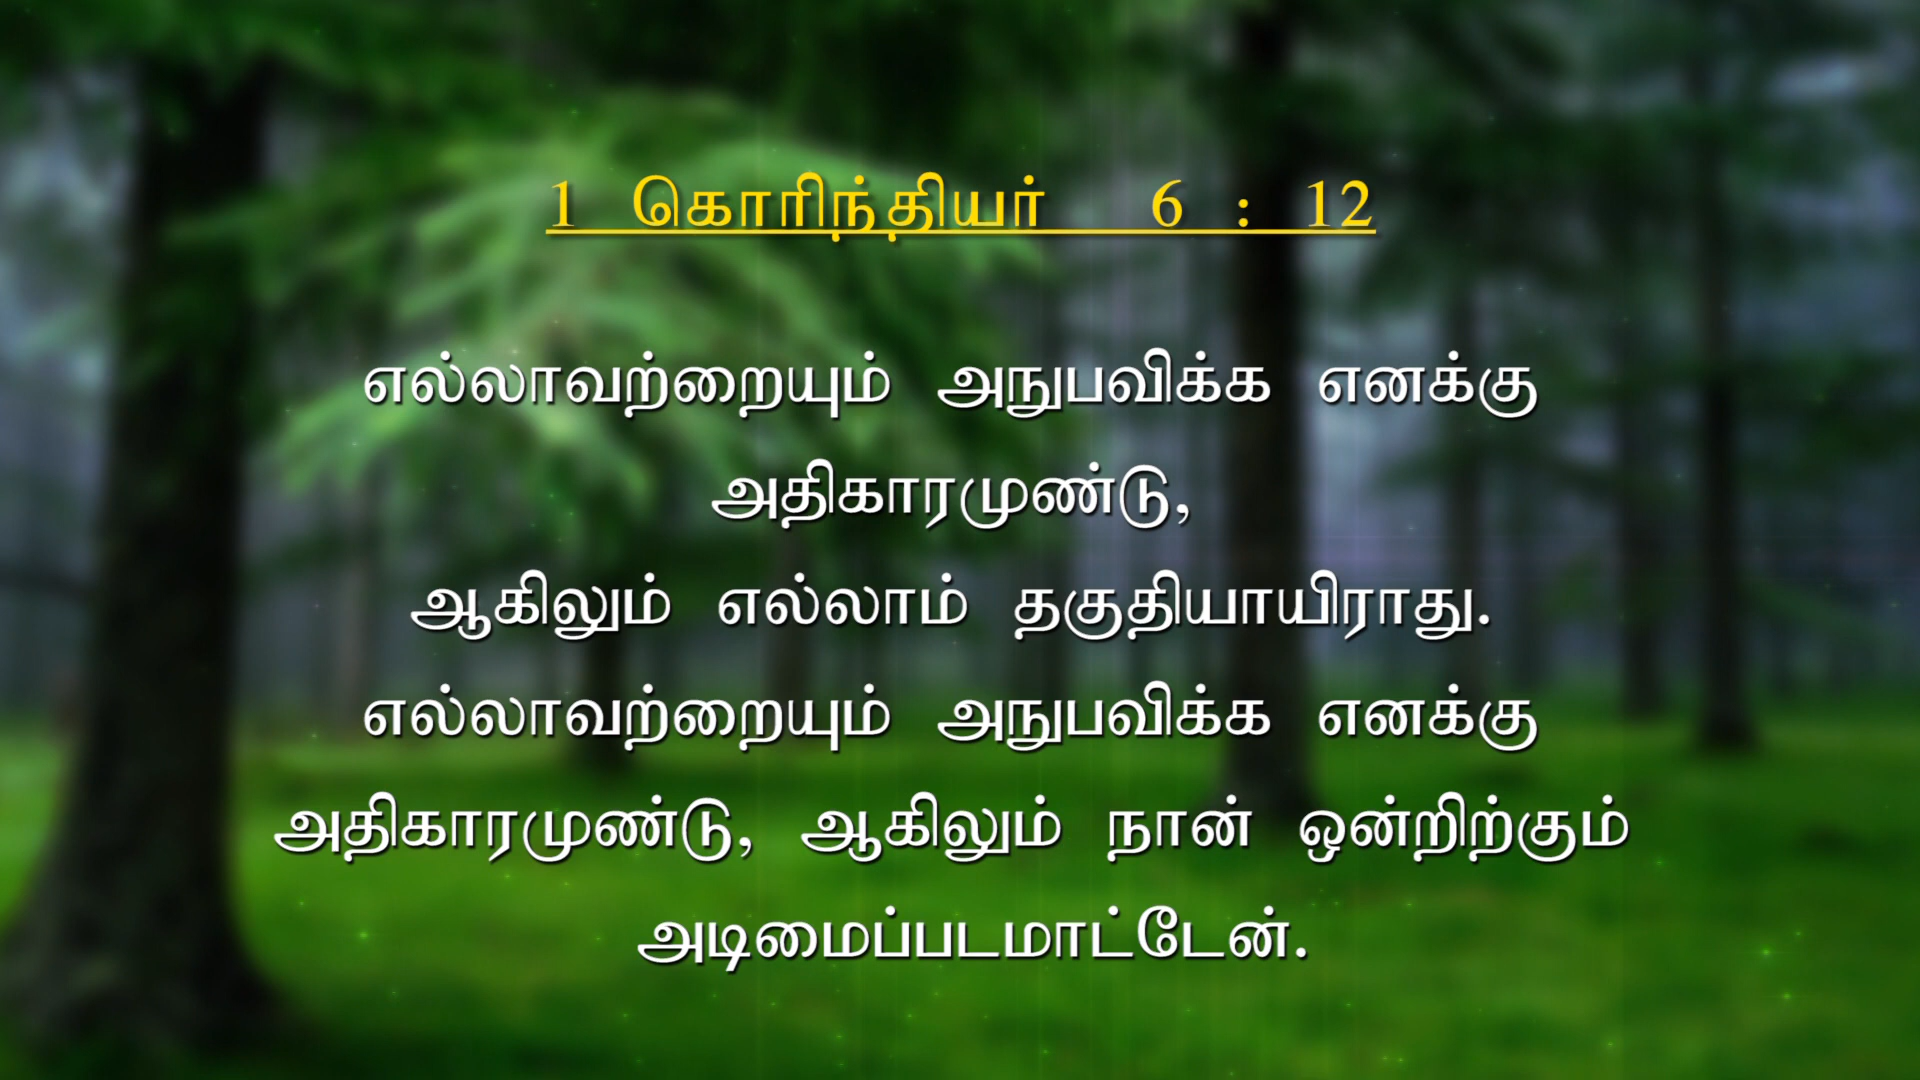 1 கொரிந்தியர் 6 : 12
எல்லாவற்றையும் அநுபவிக்க எனக்கு
அதிகாரமுண்டு,
ஆகிலும் எல்லாம் தகுதியாயிராது.
எல்லாவற்றையும் அநுபவிக்க எனக்கு
அதிகாரமுண்டு, ஆகிலும் நான் ஒன்றிற்கும்
அடிமைப்படமாட்டேன்.